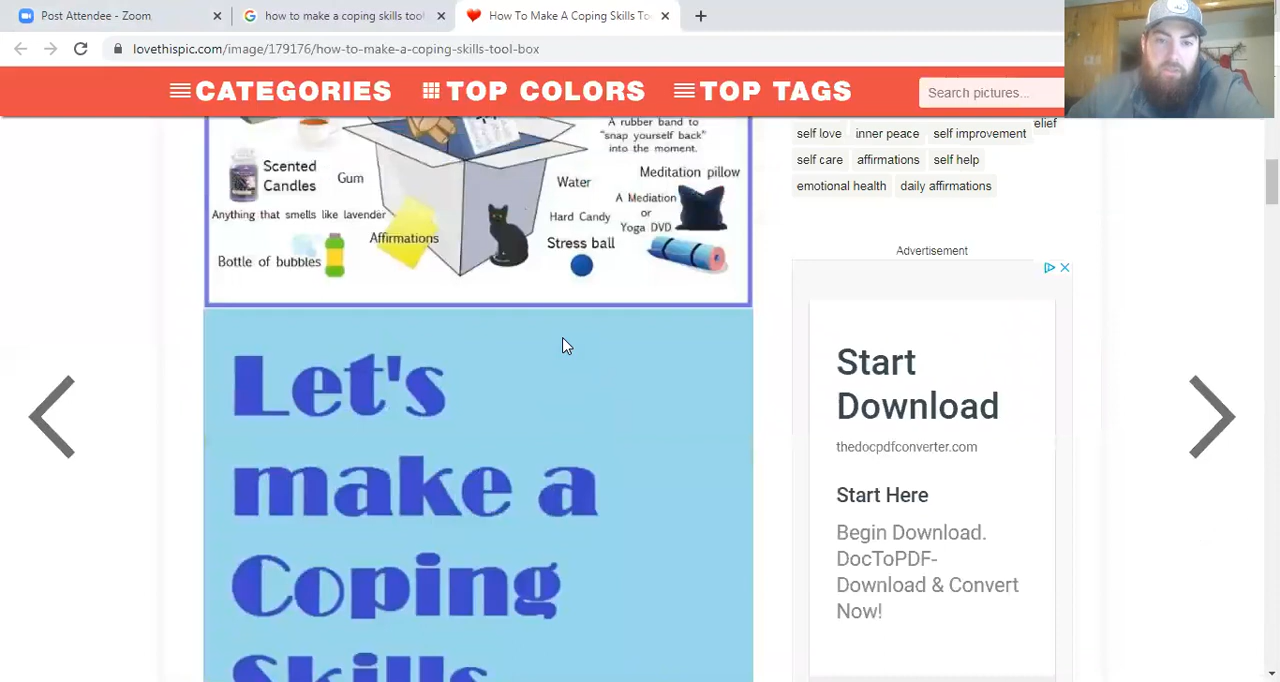 Post Attendee - Zoom
how to make a coping skills tool
How To Make A Coping Skills To
lovethispic.com/image/179176/how-to-make-a-coping-skills-tool-box
CATEGORIES
TOP COLORS
TOP TAGS
Search pictures...
A rubber band to
"snap yourself back"
into the moment.
Scented
Candles
Gum
Water
Meditation pillow
A Mediation
or
Yoga DVD
Anything that smells like lavender
Hard Candy
Affirmations
Stress ball
Bottle of bubbles
Let's
make a
Coping
Skills
elief
self love
inner peace
self improvement
self care
affirmations
self help
emotional health
daily affirmations
Advertisement
Start
Download
thedocpdfconverter.com
Start Here
Begin Download.
DocToPDF-
Download & Convert
Now!